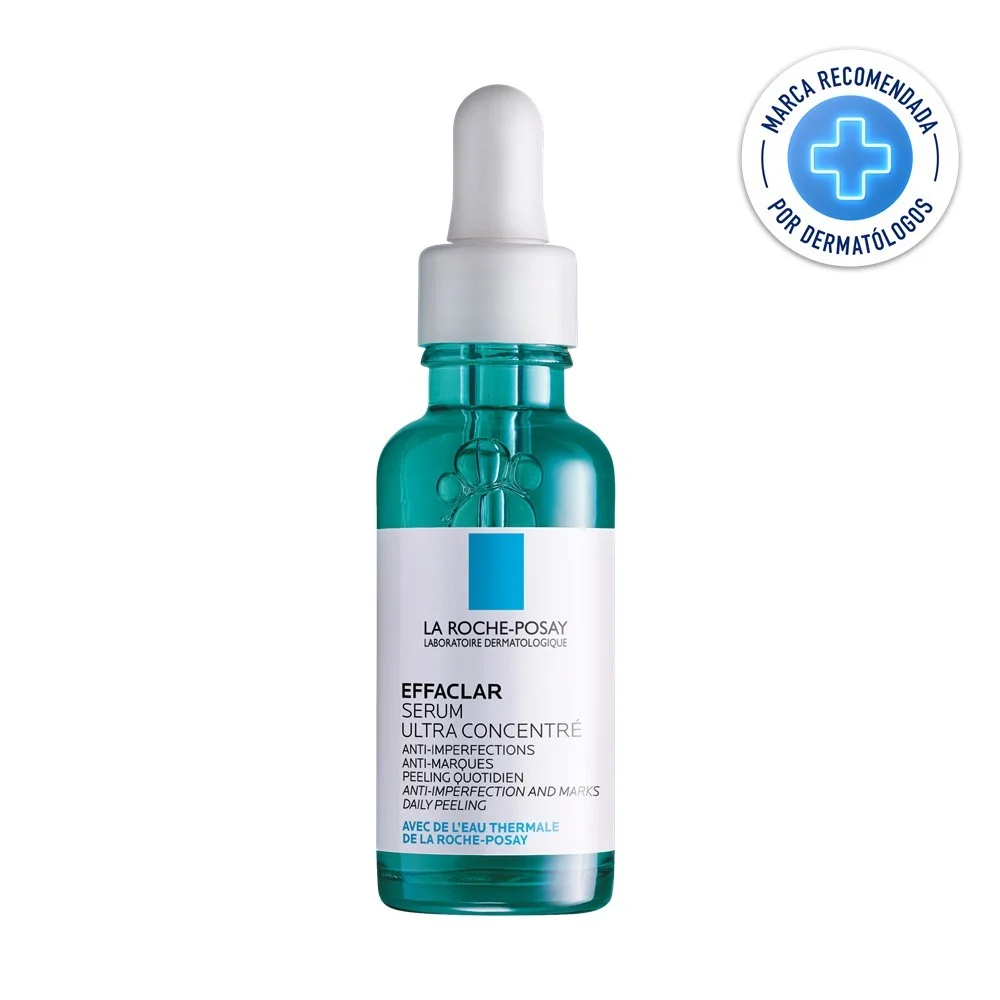 MARCA RECOMENDADA
POR DERMATÓLOGOS
LA ROCHE-POSAY
LABORATOIRE DERMATOLOGIQUE
EFFACLAR
SERUM
ULTRA CONCENTRÉ
ANTI-IMPERFECTIONS
ANTI-MARQUES
PEELING QUOTIDIEN
ANTI-IMPERFECTION AND MARKS
DAILY PEELING
AVEC DE L'EAU THERMALE
DE LA ROCHE-POSAY